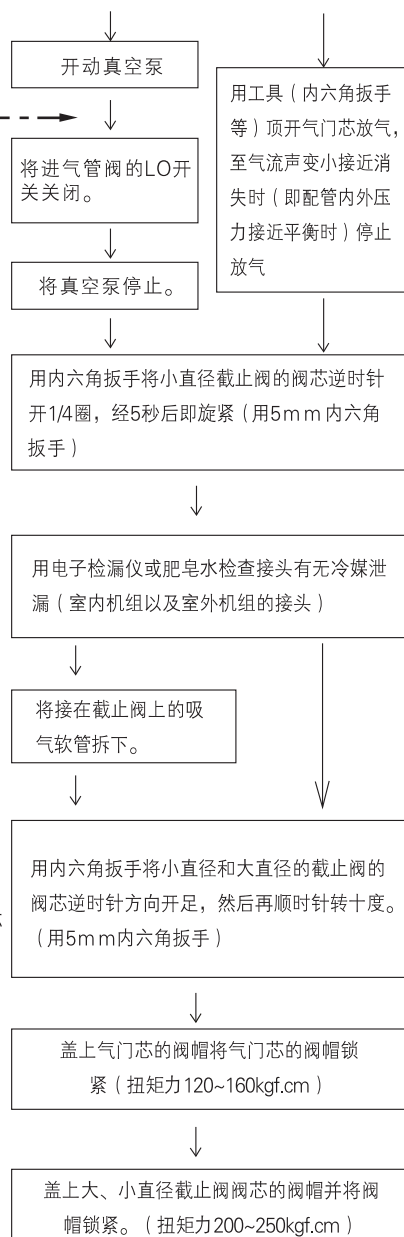 开动真空泵
将进气管阀的LO开
关关闭。
将真空泵停止。
用工具（内六角扳手
等）顶开气门芯放气，
至气流声变小接近消
失时（即配管内外压
力接近平衡时）停止
放气
用内六角扳手将小直径截止阀的阀芯逆时针
开1/4圈，经5秒后即旋紧（用5mm内六角
扳手）
用电子检漏仪或肥皂水检查接头有无冷媒泄
漏（室内机组以及室外机组的接头）
将接在截止阀上的吸
气软管拆下。
用内六角扳手将小直径和大直径的截止阀的
阀芯逆时针方向开足，然后再顺时针转十度。
（用5mm内六角扳手）
盖上气门芯的阀帽将气门芯的阀帽锁
紧（扭矩力120~160kgf.cm）
盖上大、小直径截止阀阀芯的阀帽并将阀
帽锁紧。（扭矩力200~250kgf.cm）